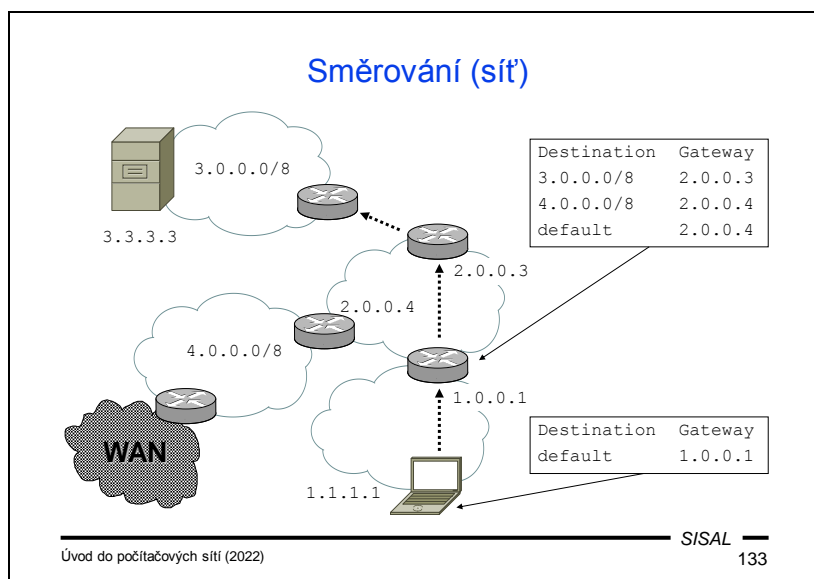 Směrování (síť)
3.0.0.0/8
3.3.3.3
Destination Gateway
3.0.0.0/8 2.0.0.3
4.0.0.0/8 2.0.0.4
default 2.0.0.4
2.0.0.3
2.0.0.4
4.0.0.0/8
1.0.0.1
WAN
1.1.1.1
Destination Gateway
default 1.0.0.1
SISAL
Úvod do počítačových sítí (2022)
133